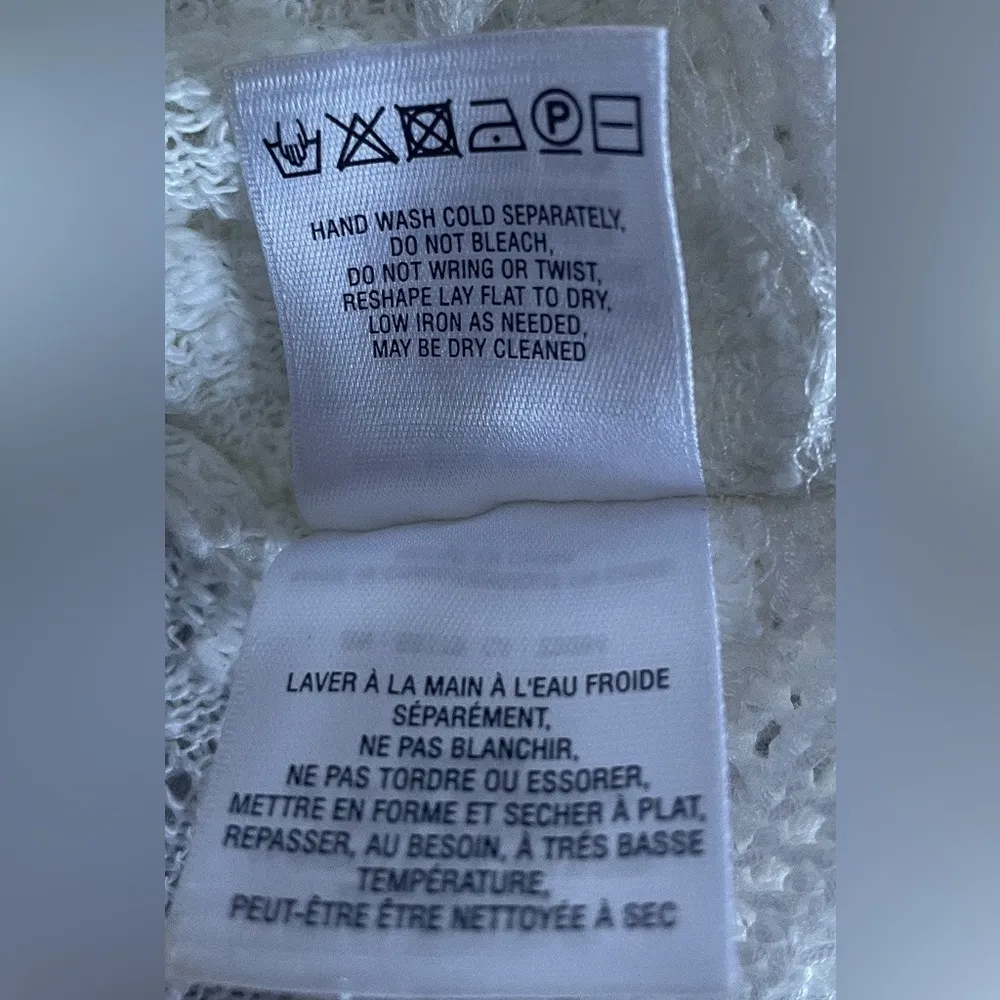 P
HAND WASH COLD SEPARATELY,
DO NOT BLEACH,
DO NOT WRING OR TWIST,
RESHAPE LAY FLAT TO DRY,
LOW IRON AS NEEDED,
MAY BE DRY CLEANED
LAVER À LA MAIN À L'EAU FROIDE
SÉPARÉMENT,
NE PAS BLANCHIR,
NE PAS TORDRE OU ESSORER,
METTRE EN FORME ET SECHER À PLAT,
REPASSER, AU BESOIN, À TRÉS BASSE
TEMPÉRATURE,
PEUT-ÊTRE ÊTRE NETTOYÉE À SEC